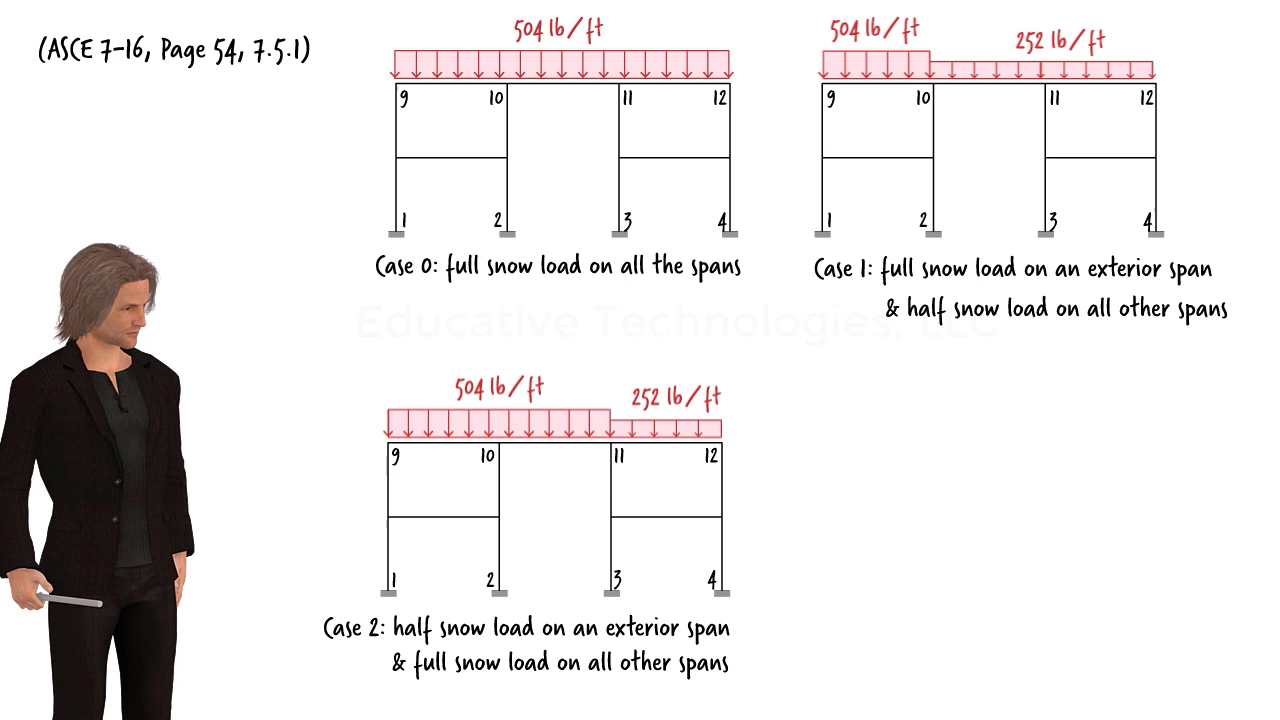 (ASCE 7-16, Page 54, 7.5.1)
504 lb/ft
9 10 11 12
1 2 3 4
Case 0: full snow load on all the spans
504 lb/ft 252 lb/ft
9 10 11 12
1 2 3 4
Case 1: full snow load on an exterior span
& half snow load on all other spans
Educative Technologies, LLC
504 lb/ft 252 lb/ft
9 10 11 12
1 2 3 4
Case 2: half snow load on an exterior span
& full snow load on all other spans